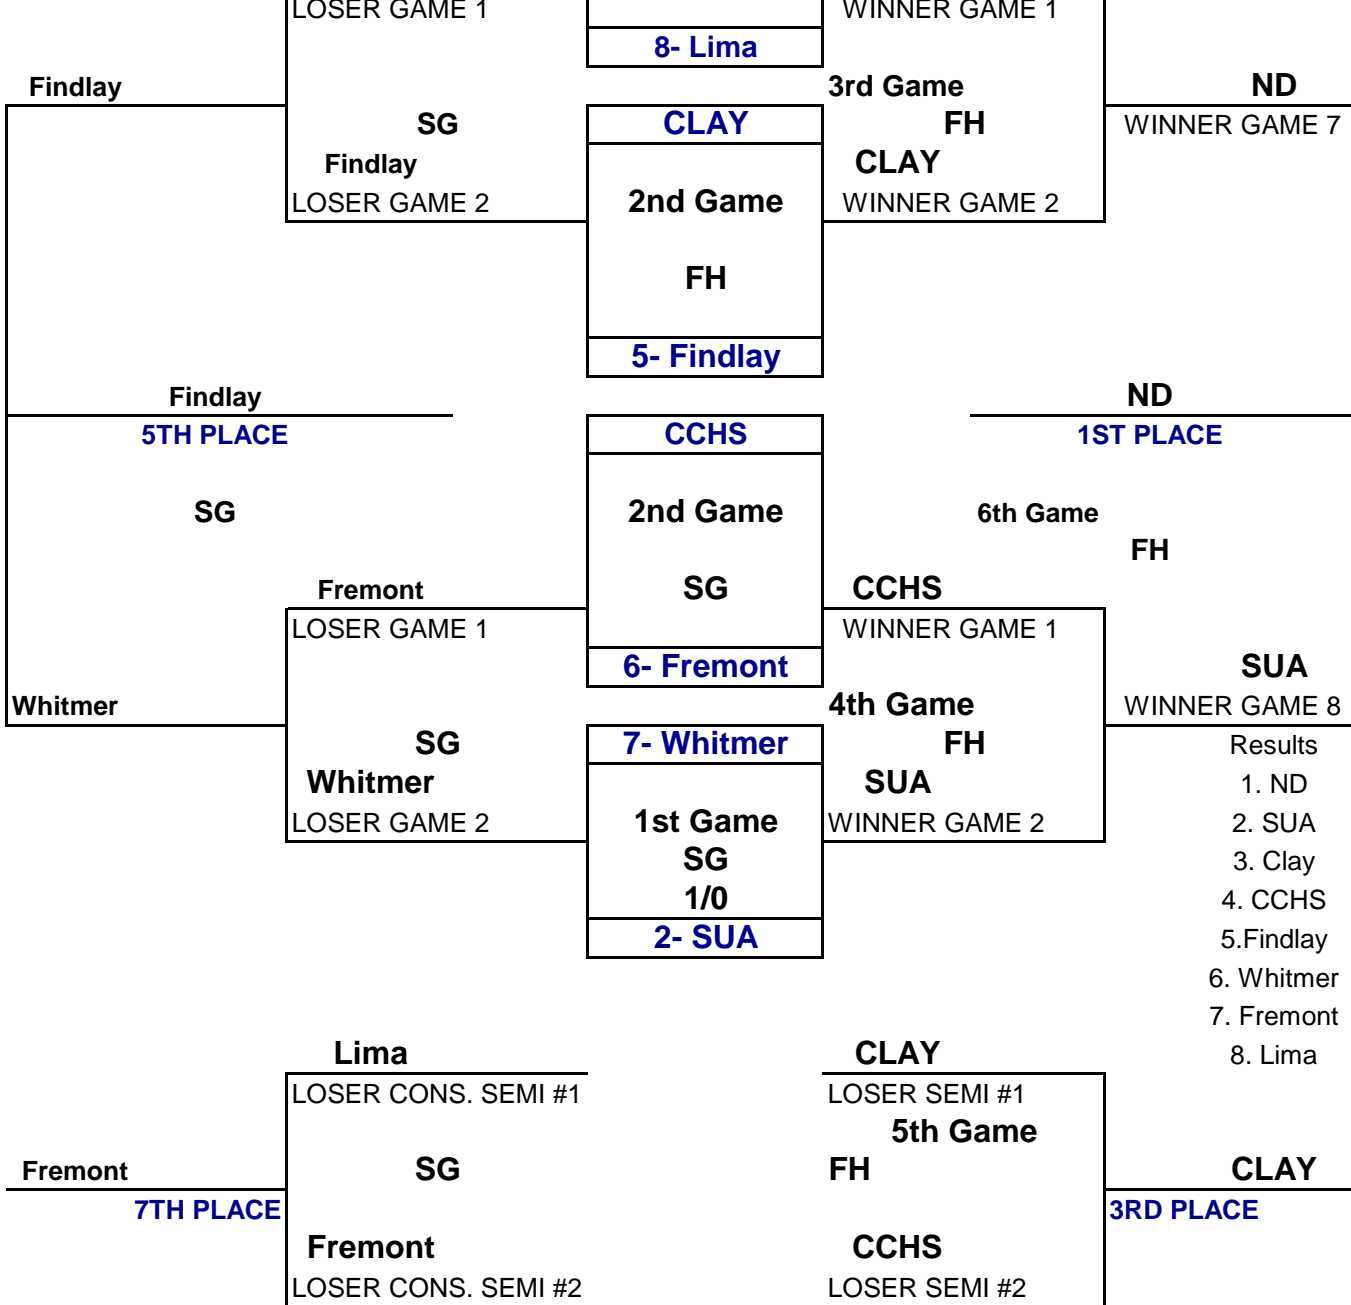 LOSER GAME 1
WINNER GAME 1
8- Lima
Findlay
3rd Game
ND
SG
CLAY
FH
WINNER GAME 7
Findlay
CLAY
LOSER GAME 2
2nd Game
WINNER GAME 2
FH
5- Findlay
Findlay
ND
5TH PLACE
CCHS
1ST PLACE
SG
2nd Game
6th Game
FH
Fremont
SG
CCHS
LOSER GAME 1
WINNER GAME 1
6- Fremont
SUA
Whitmer
4th Game
WINNER GAME 8
SG
7- Whitmer
FH
Results
Whitmer
SUA
1. ND
LOSER GAME 2
1st Game
WINNER GAME 2
2. SUA
SG
3. Clay
1/0
4. CCHS
2- SUA
5.Findlay
6. Whitmer
7. Fremont
Lima
CLAY
8. Lima
LOSER CONS. SEMI #1
LOSER SEMI #1
5th Game
Fremont
SG
FH
CLAY
7TH PLACE
3RD PLACE
Fremont
CCHS
LOSER CONS. SEMI #2
LOSER SEMI #2